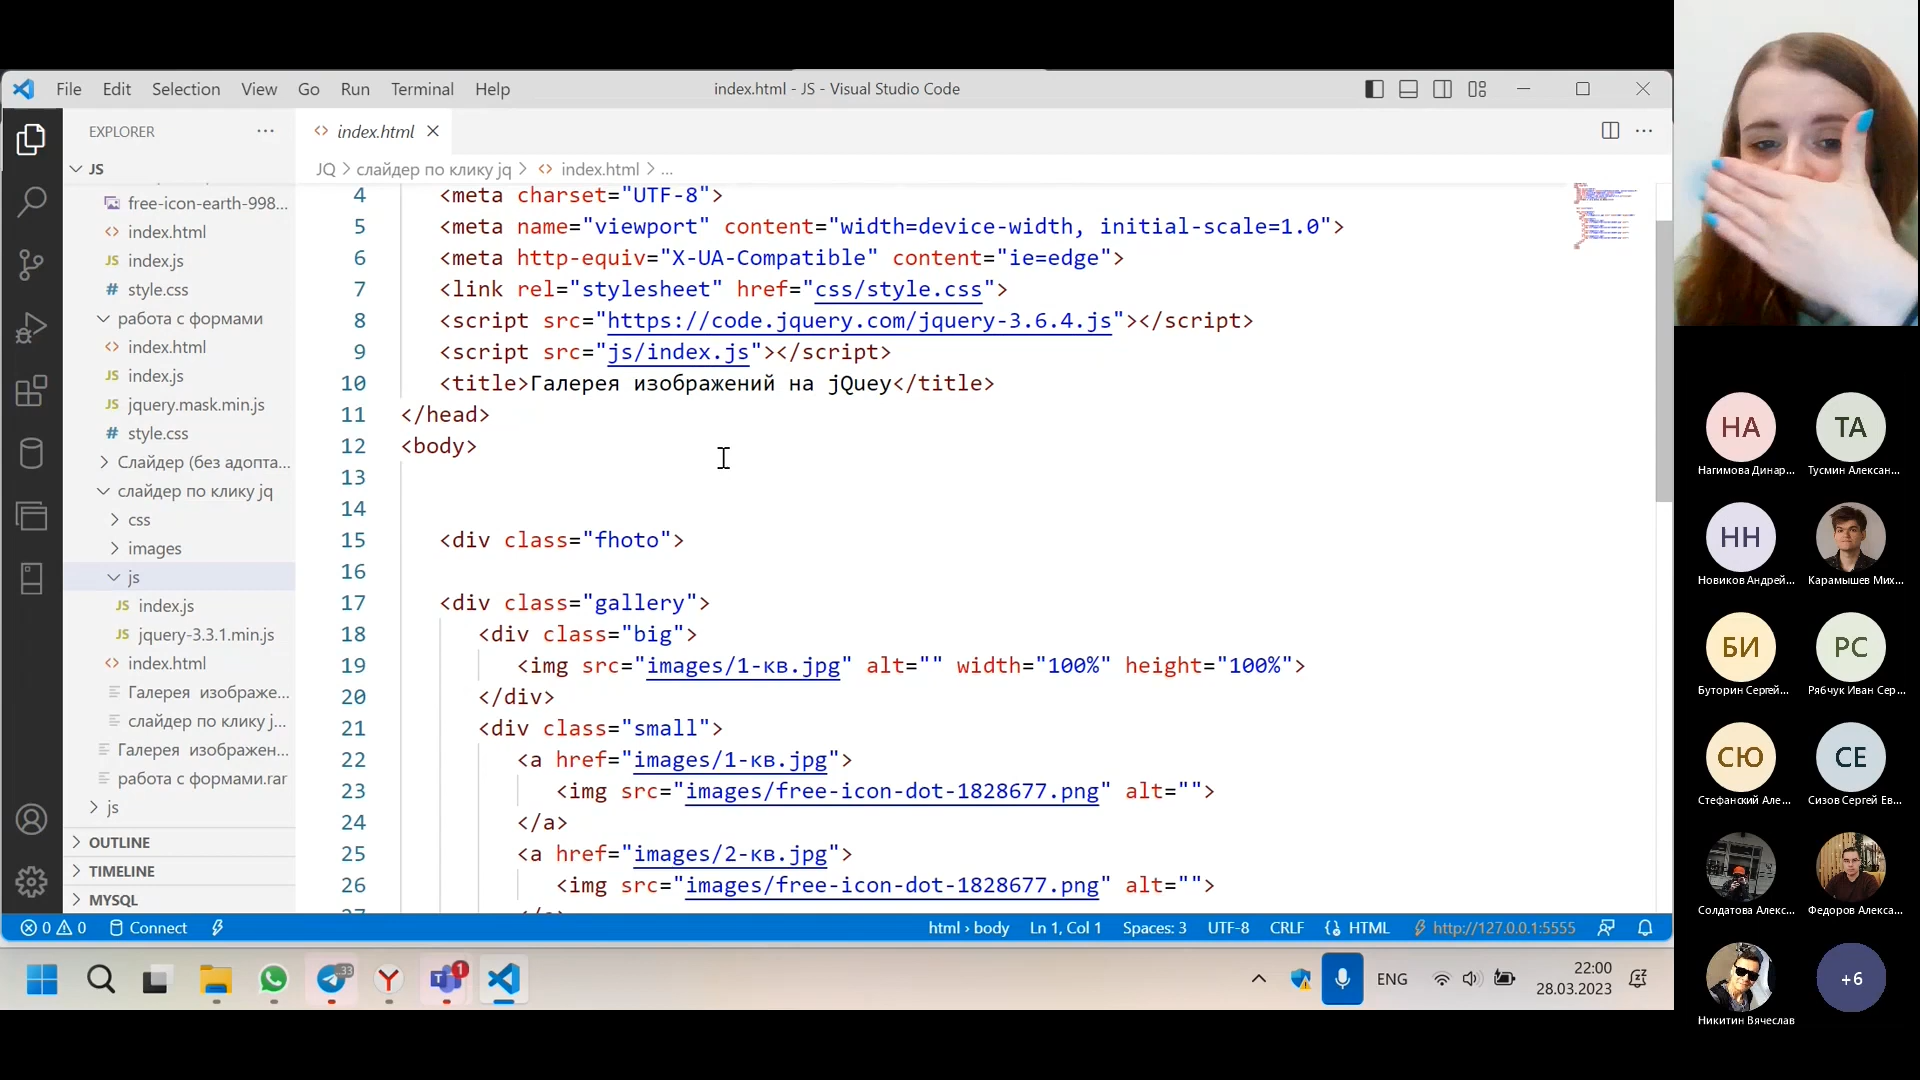 File Edit Selection View Go Run Terminal Help
index.html - JS - Visual Studio Code
EXPLORER
index.html
JS
JQ > слайдер по клику jq > index.html > ...
free-icon-earth-998...
index.html
index.js
style.css
работа с формами
index.html
index.js
jquery.mask.min.js
style.css
Слайдер (без адопта...
слайдер по клику jq
css
images
js
index.js
jquery-3.3.1.min.js
index.html
Галерея изображе...
слайдер по клику j...
Галерея изображен...
работа с формами.rar
js
OUTLINE
TIMELINE
MYSQL
4 <meta charset="UTF-8">
5 <meta name="viewport" content="width=device-width, initial-scale=1.0">
6 <meta http-equiv="X-UA-Compatible" content="ie=edge">
7 <link rel="stylesheet" href="css/style.css">
8 <script src="https://code.jquery.com/jquery-3.6.4.js"></script>
9 <script src="js/index.js"></script>
10 <title>Галерея изображений на jQuey</title>
11 </head>
12 <body>
13
14
15 <div class="fhoto">
16
17 <div class="gallery">
18 <div class="big">
19 <img src="images/1-кв.jpg" alt="" width="100%" height="100%">
20 </div>
21 <div class="small">
22 <a href="images/1-кв.jpg">
23 <img src="images/free-icon-dot-1828677.png" alt="">
24 </a>
25 <a href="images/2-кв.jpg">
26 <img src="images/free-icon-dot-1828677.png" alt="">
0 0 Connect
html › body Ln 1, Col 1 Spaces: 3 UTF-8 CRLF HTML http://127.0.0.1:5555
33
1
ENG
22:00
28.03.2023
НА ТА
Нагимова Динар... Тусмин Алексан...
НН
Новиков Андрей... Карамышев Мих...
БИ РС
Буторин Сергей... Рябчук Иван Сер...
СЮ СЕ
Стефанский Але... Сизов Сергей Ев...
Солдатова Алекс... Федоров Алекса...
+6
Никитин Вячеслав